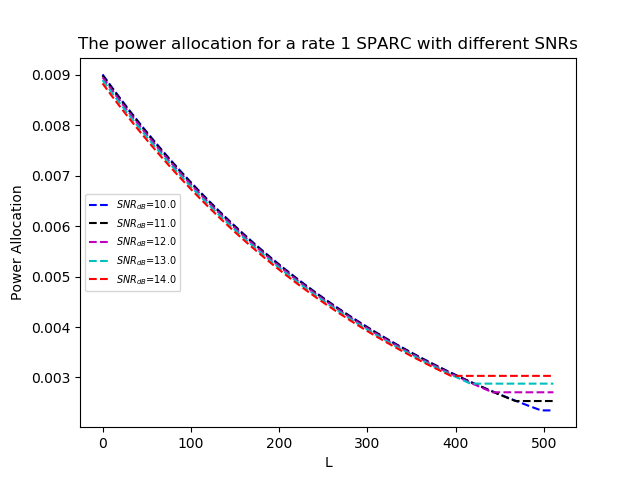 The power allocation for a rate 1 SPARC with different SNRs
0.009
0.008
0.007
0.006
0.005
0.004
0.003
Power Allocation
SNR_dB=10.0
SNR_dB=11.0
SNR_dB=12.0
SNR_dB=13.0
SNR_dB=14.0
0 100 200 300 400 500
L